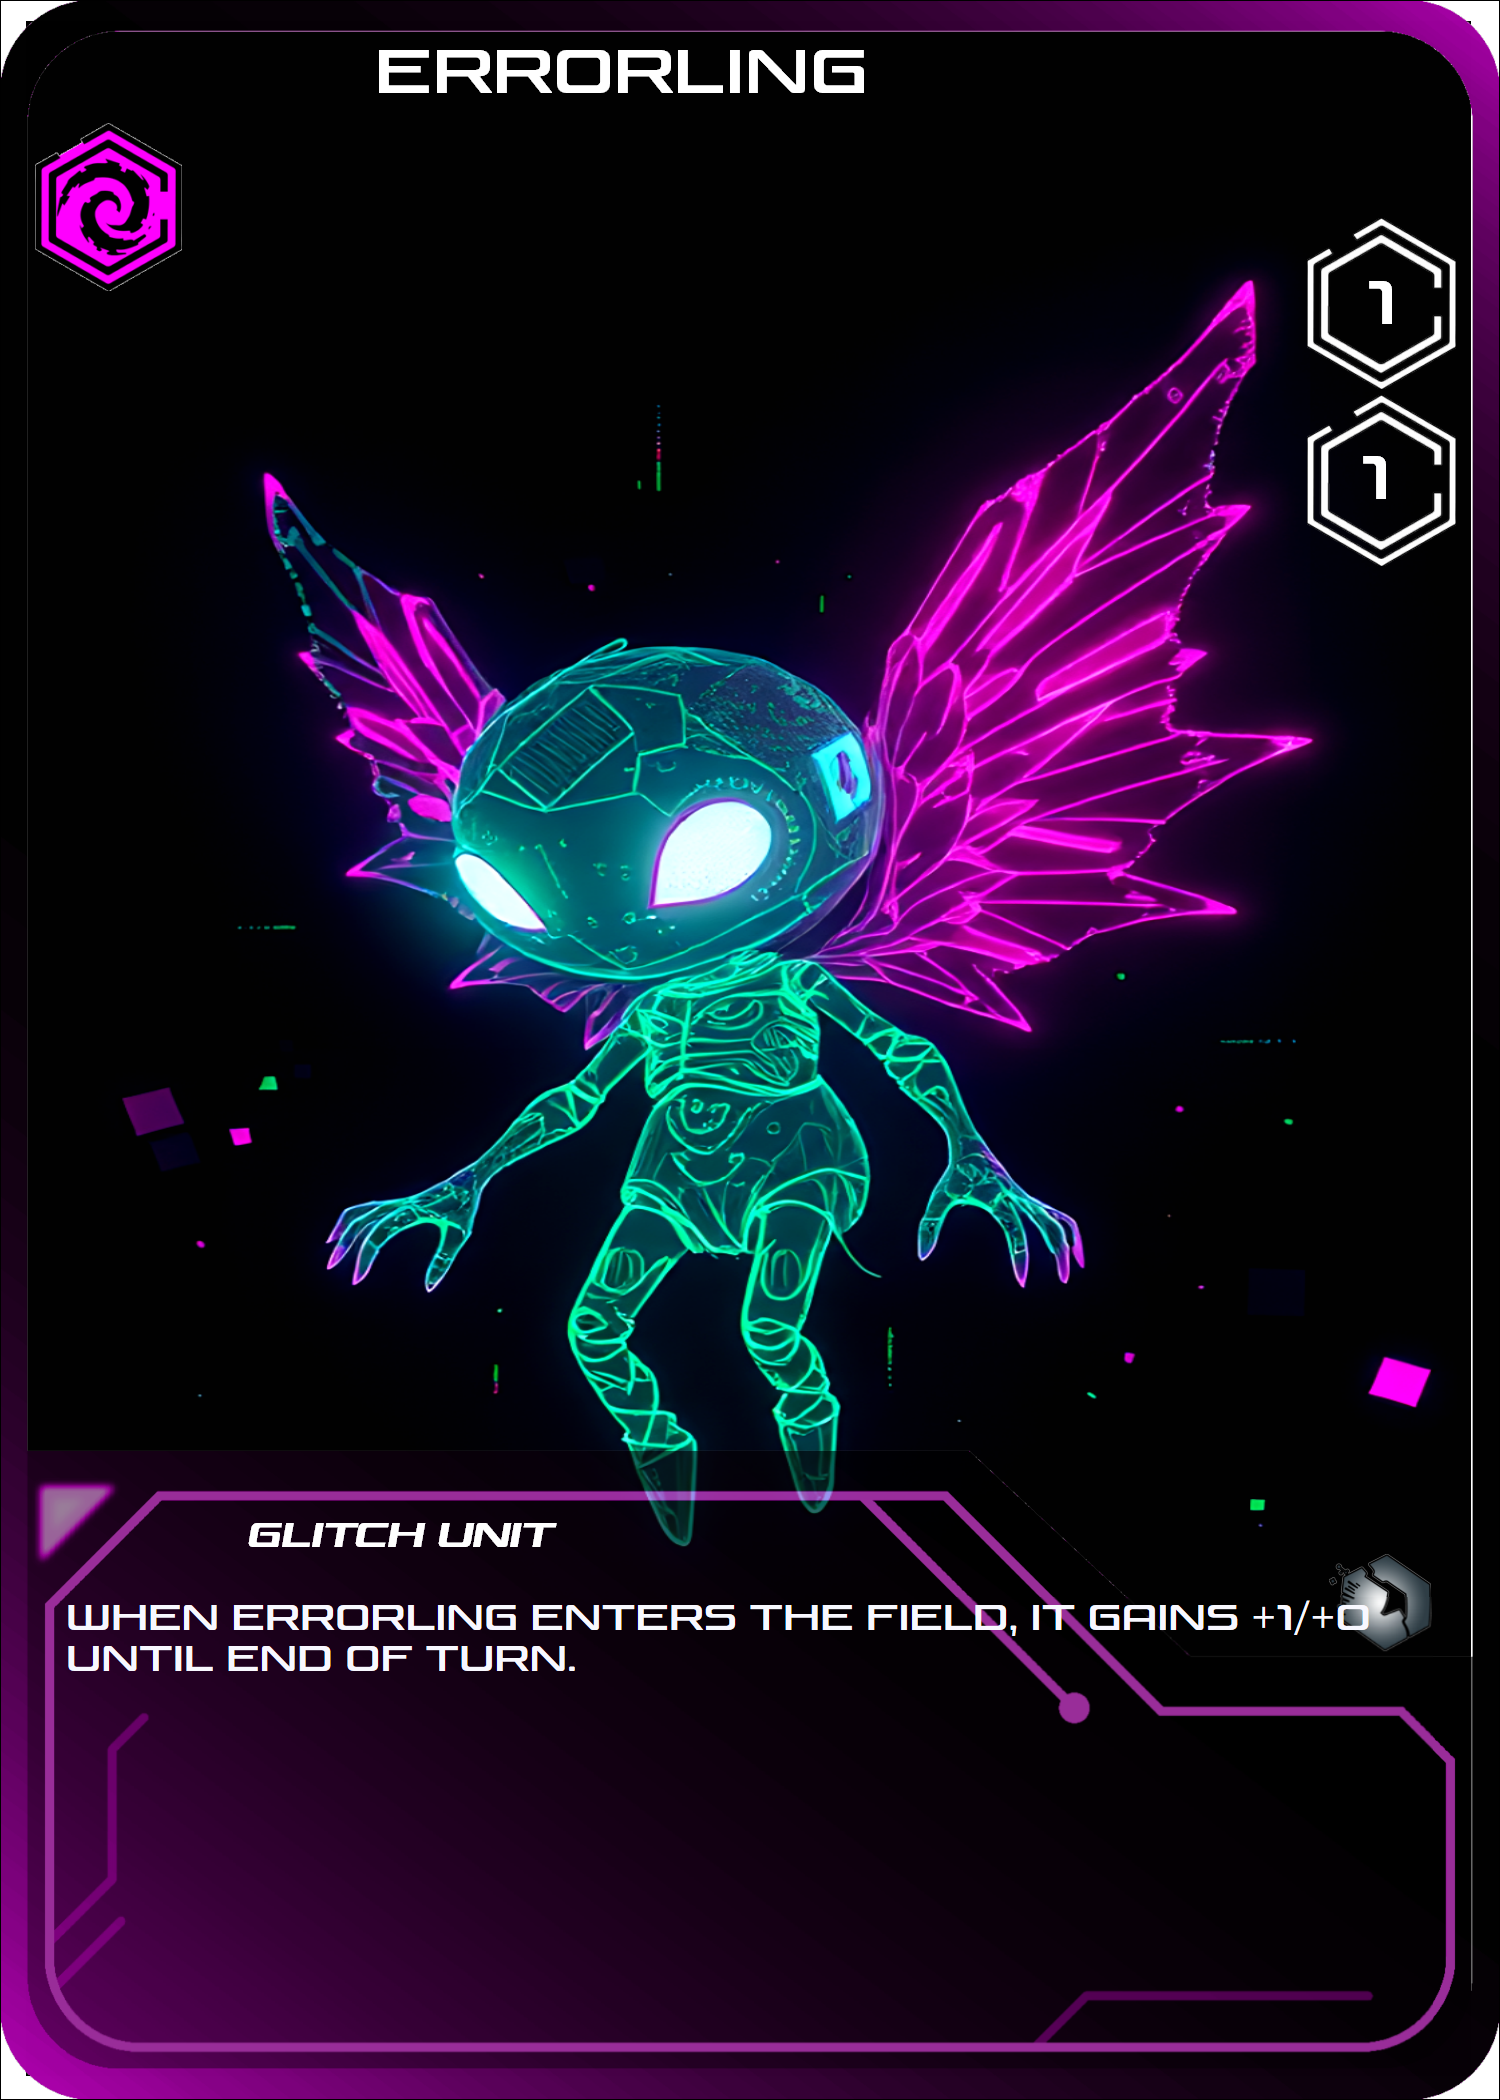 ERRORLING
1
1
GLITCH UNIT
WHEN ERRORLING ENTERS THE FIELD, IT GAINS +1/+0
UNTIL END OF TURN.